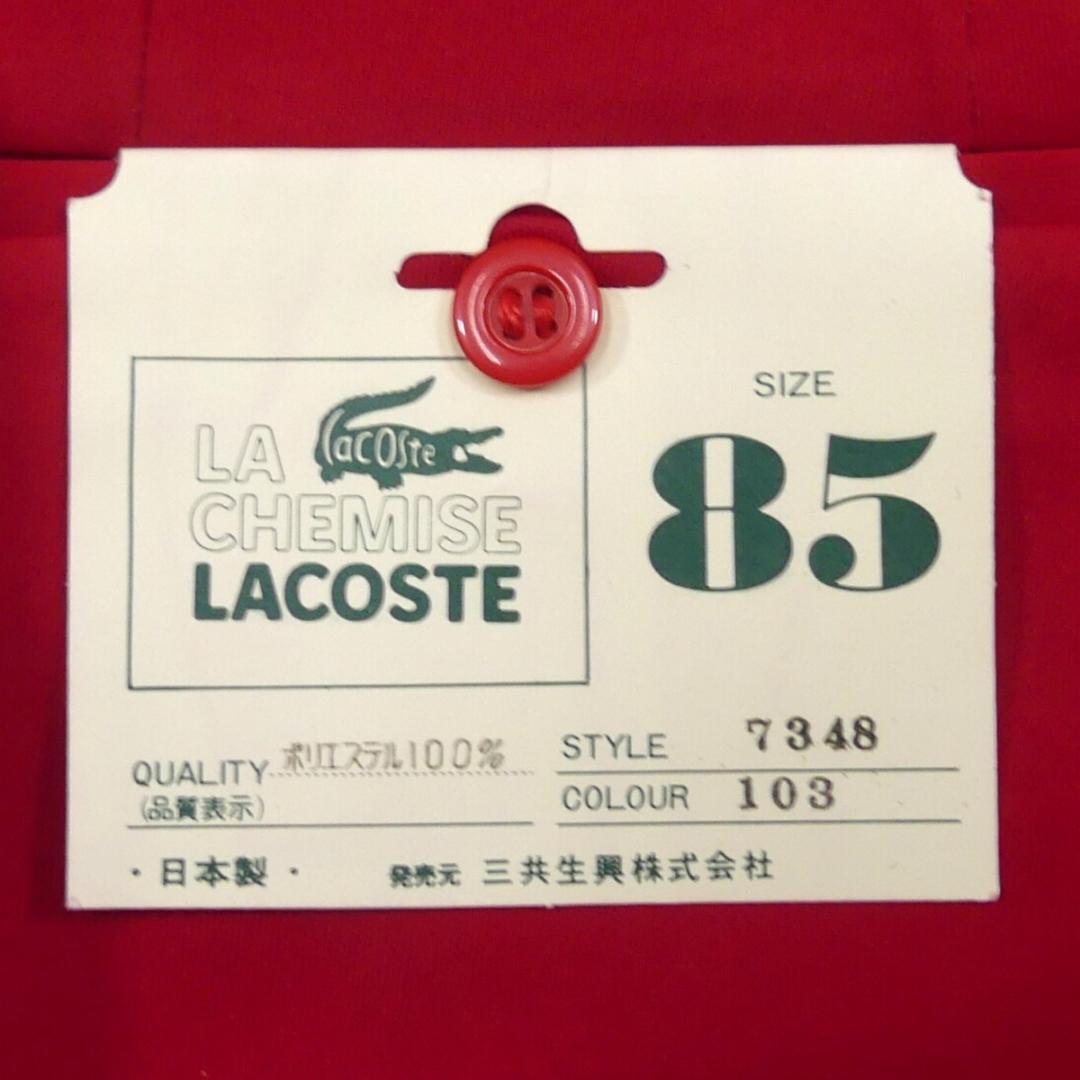 LA Lacoste
CHEMISE
LACOSTE
SIZE
85
QUALITY ポリエステル100%
(品質表示)
STYLE 7348
COLOUR 103
・日本製・ 発売元 三共生興株式会社